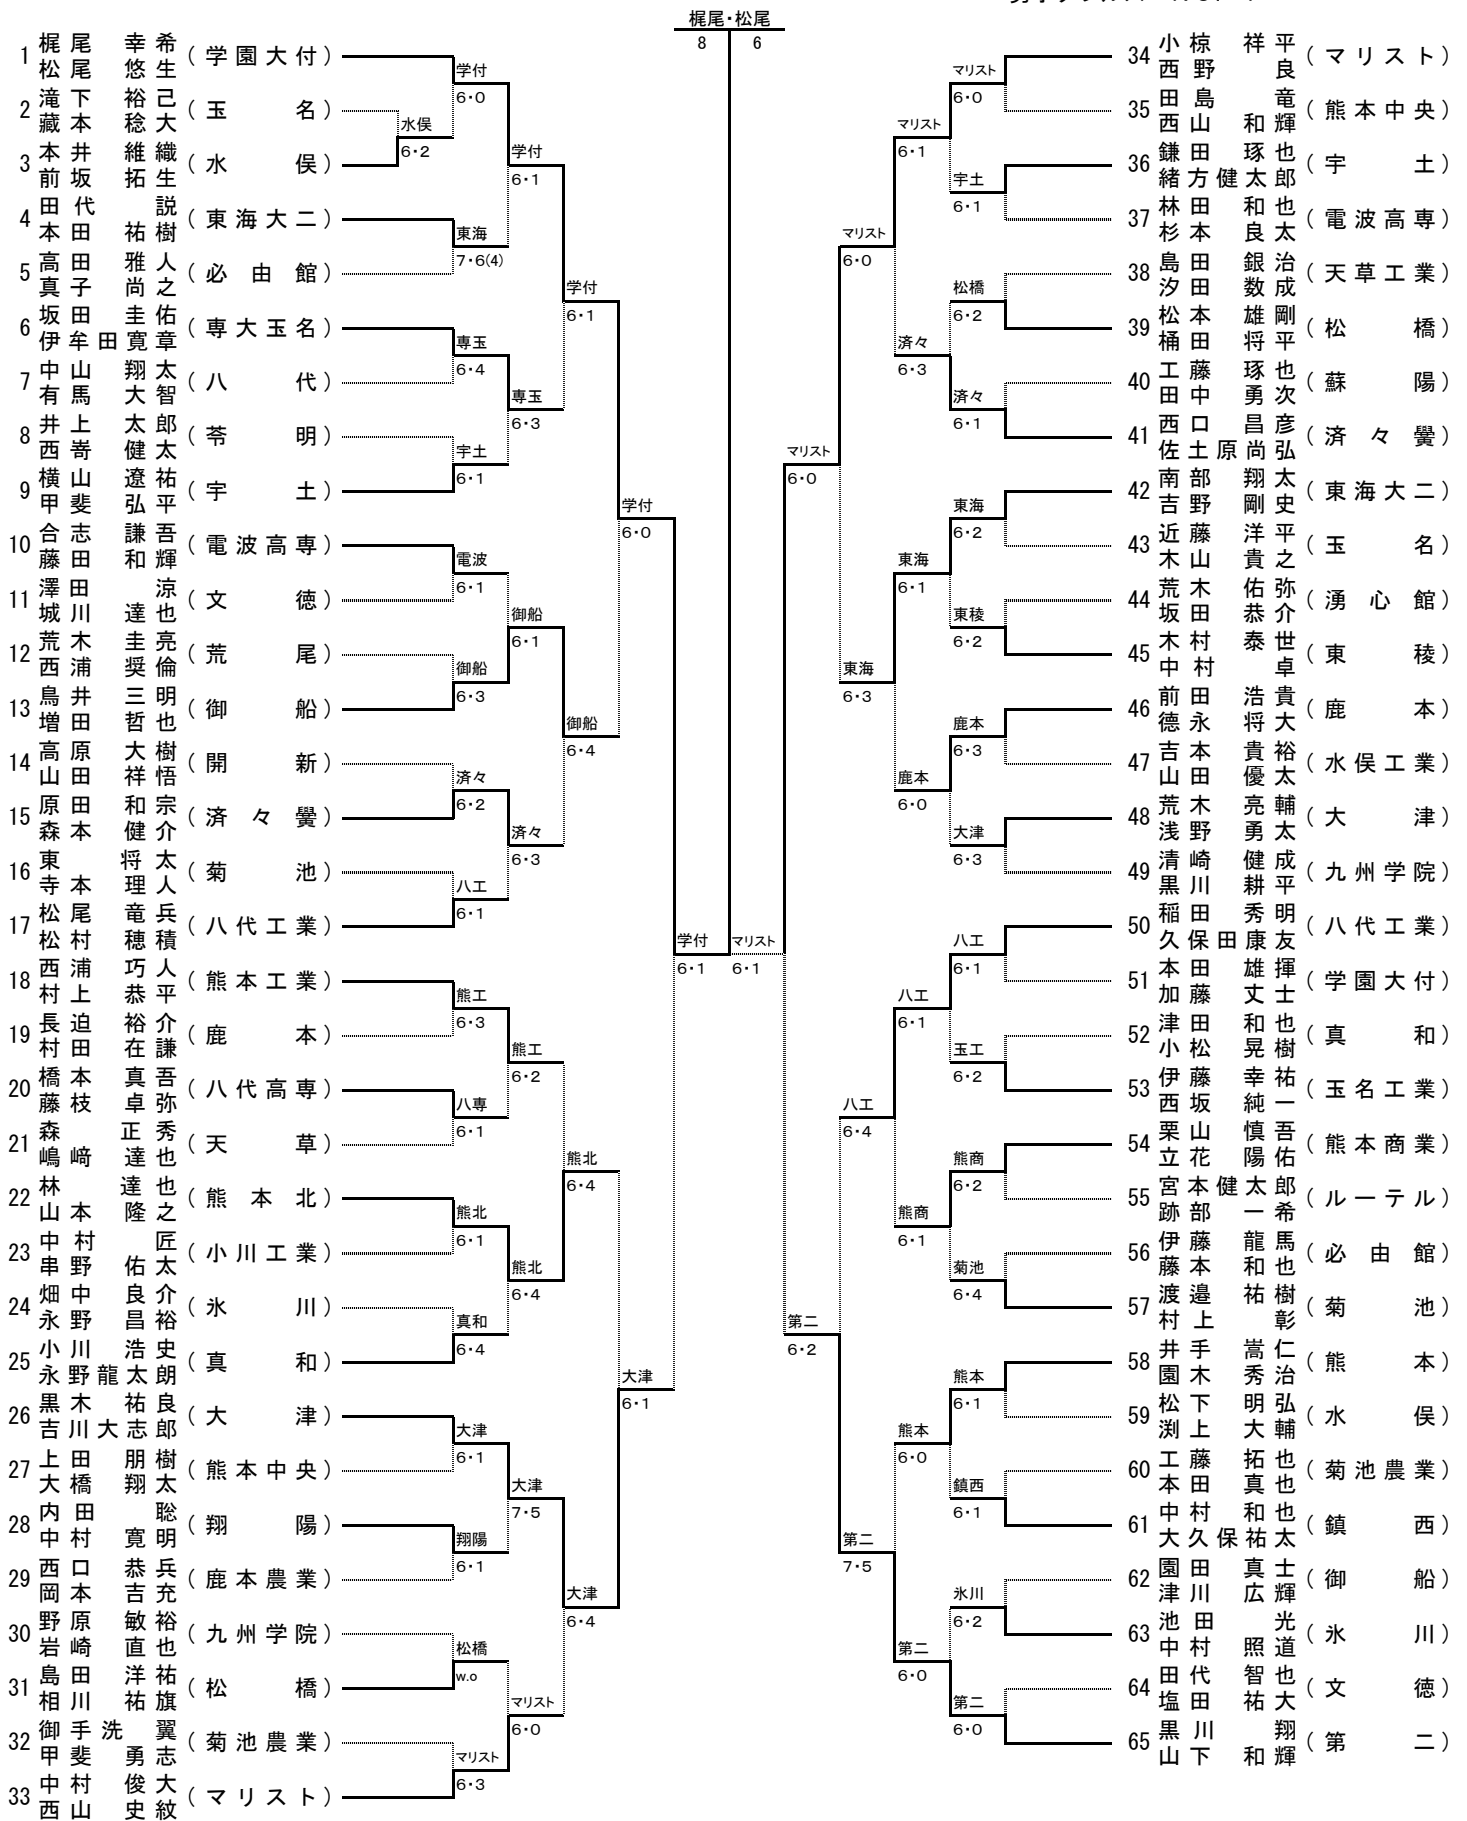 梶尾・松尾
8 6
1 梶尾 幸希 松尾 悠生 (学園大付)
2 滝下 裕己 藏本 稔大 (玉名)
3 本井 維織 前坂 拓生 (水俣)
4 田代 説 本田 祐樹 (東海大二)
5 高田 雅人 真子 尚之 (必由館)
6 坂田 圭佑 伊牟田寛章 (専大玉名)
7 中山 翔太 有馬 大智 (八代)
8 井上 太郎 西嵜 健太 (苓明)
9 横山 遼祐 甲斐 弘平 (宇土)
10 合志 謙吾 藤田 和輝 (電波高専)
11 澤田 涼 城川 達也 (文徳)
12 荒木 圭亮 西浦 奨倫 (荒尾)
13 鳥井 三明 増田 哲也 (御船)
14 高原 大樹 山田 祥悟 (開新)
15 原田 和宗 森本 健介 (済々黌)
16 東 将太 寺本 理人 (菊池)
17 松尾 竜兵 松村 穂積 (八代工業)
18 西浦 巧人 村上 恭平 (熊本工業)
19 長迫 裕介 村田 在謙 (鹿本)
20 橋本 真吾 藤枝 卓弥 (八代高専)
21 森 正秀 嶋﨑 達也 (天草)
22 林 達也 山本 隆之 (熊本北)
23 中村 匠 串野 佑太 (小川工業)
24 畑中 良介 永野 昌裕 (氷川)
25 小川 浩史 永野龍太朗 (真和)
26 黒木 祐良 吉川大志郎 (大津)
27 上田 朋樹 大橋 翔太 (熊本中央)
28 内田 聡 中村 寛明 (翔陽)
29 西口 恭兵 岡本 吉充 (鹿本農業)
30 野原 敏裕 岩崎 直也 (九州学院)
31 島田 洋祐 相川 祐旗 (松橋)
32 御手洗 翼 甲斐 勇志 (菊池農業)
33 中村 俊大 西山 史紋 (マリスト)
学付 6・0
水俣 6・2
東海 7・6(4)
専玉 6・4
宇土 6・1
電波 6・1
御船 6・3
済々 6・2
八工 6・1
熊工 6・3
八専 6・1
熊北 6・1
真和 6・4
大津 6・1
翔陽 6・1
松橋 w.o
マリスト 6・3
学付 6・1
専玉 6・3
御船 6・1
済々 6・3
熊工 6・2
熊北 6・4
大津 7・5
マリスト 6・0
学付 6・1
御船 6・4
熊北 6・4
大津 6・4
学付 6・0
大津 6・1
学付 6・1
マリスト 6・1
マリスト 6・0
第二 6・2
マリスト 6・0
東海 6・3
八工 6・4
第二 7・5
マリスト 6・1
済々 6・3
東海 6・1
鹿本 6・0
八工 6・1
熊商 6・1
熊本 6・0
第二 6・0
マリスト 6・0
宇土 6・1
松橋 6・2
済々 6・1
東海 6・2
東稜 6・2
鹿本 6・3
大津 6・3
八工 6・1
玉工 6・2
熊商 6・2
菊池 6・4
熊本 6・1
鎮西 6・1
氷川 6・2
第二 6・0
34 小椋 祥平 西野 良 (マリスト)
35 田島 竜 西山 和輝 (熊本中央)
36 鎌田 琢也 緒方健太郎 (宇土)
37 林田 和也 杉本 良太 (電波高専)
38 島田 銀治 汐田 数成 (天草工業)
39 松本 雄剛 桶田 将平 (松橋)
40 工藤 琢也 田中 勇次 (蘇陽)
41 西口 昌彦 佐土原尚弘 (済々黌)
42 南部 翔太 吉野 剛史 (東海大二)
43 近藤 洋平 木山 貴之 (玉名)
44 荒木 佑弥 坂田 恭介 (湧心館)
45 木村 泰世 中村 卓 (東稜)
46 前田 浩貴 德永 将大 (鹿本)
47 吉本 貴裕 山田 優太 (水俣工業)
48 荒木 亮輔 浅野 勇太 (大津)
49 清崎 健成 黒川 耕平 (九州学院)
50 稲田 秀明 久保田康友 (八代工業)
51 本田 雄揮 加藤 丈士 (学園大付)
52 津田 和也 小松 晃樹 (真和)
53 伊藤 幸祐 西坂 純一 (玉名工業)
54 栗山 慎吾 立花 陽佑 (熊本商業)
55 宮本健太郎 跡部 一希 (ルーテル)
56 伊藤 龍馬 藤本 和也 (必由館)
57 渡邉 祐樹 村上 彰 (菊池)
58 井手 嵩仁 園木 秀治 (熊本)
59 松下 明弘 渕上 大輔 (水俣)
60 工藤 拓也 本田 真也 (菊池農業)
61 中村 和也 大久保祐太 (鎮西)
62 園田 真士 津川 広輝 (御船)
63 池田 光 中村 照道 (氷川)
64 田代 智也 塩田 祐大 (文徳)
65 黒川 翔 山下 和輝 (第二)